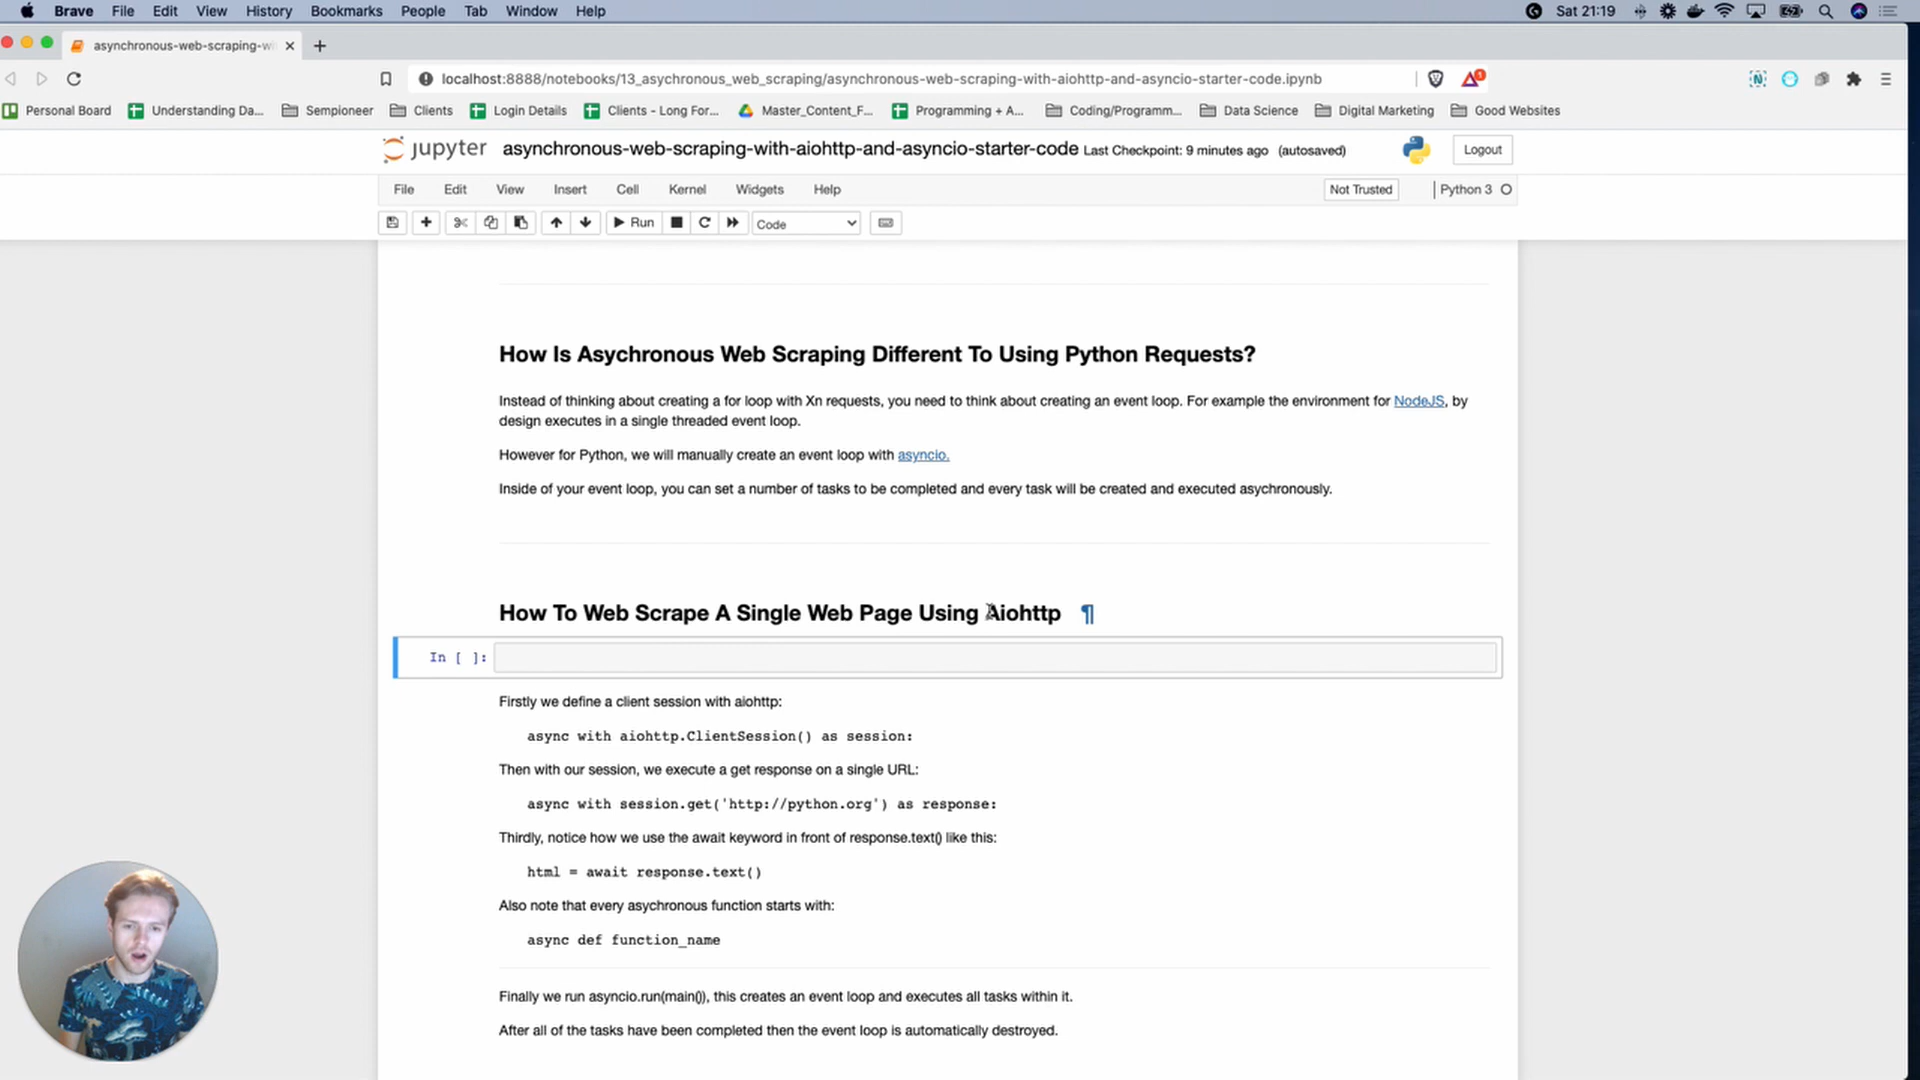 Brave File Edit View History Bookmarks People Tab Window Help Sat 21:19
asynchronous-web-scraping-wi
localhost:8888/notebooks/13_asychronous_web_scraping/asynchronous-web-scraping-with-aiohttp-and-asyncio-starter-code.ipynb 1
Personal Board Understanding Da... Sempioneer Clients Login Details Clients - Long For... Master_Content_F... Programming + A... Coding/Programm... Data Science Digital Marketing Good Websites
jupyter asynchronous-web-scraping-with-aiohttp-and-asyncio-starter-code Last Checkpoint: 9 minutes ago (autosaved) Logout
File Edit View Insert Cell Kernel Widgets Help Not Trusted Python 3
Run Code
How Is Asychronous Web Scraping Different To Using Python Requests?
Instead of thinking about creating a for loop with Xn requests, you need to think about creating an event loop. For example the environment for NodeJS, by
design executes in a single threaded event loop.
However for Python, we will manually create an event loop with asyncio.
Inside of your event loop, you can set a number of tasks to be completed and every task will be created and executed asychronously.
How To Web Scrape A Single Web Page Using Aiohttp ¶
In [ ]:
Firstly we define a client session with aiohttp:
async with aiohttp.ClientSession() as session:
Then with our session, we execute a get response on a single URL:
async with session.get('http://python.org') as response:
Thirdly, notice how we use the await keyword in front of response.text() like this:
html = await response.text()
Also note that every asychronous function starts with:
async def function_name
Finally we run asyncio.run(main()), this creates an event loop and executes all tasks within it.
After all of the tasks have been completed then the event loop is automatically destroyed.